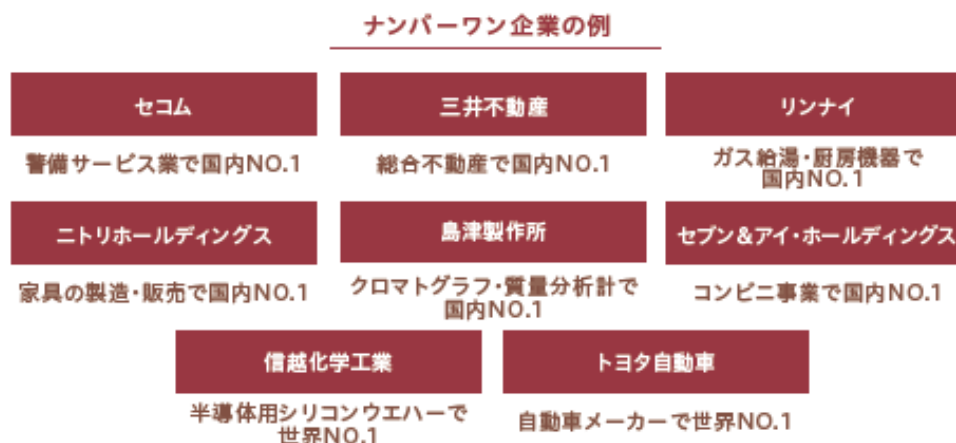 ナンバーワン企業の例
セコム
警備サービス業で国内NO.1
三井不動産
総合不動産で国内NO.1
リンナイ
ガス給湯・厨房機器で
国内NO.1
ニトリホールディングス
家具の製造・販売で国内NO.1
島津製作所
クロマトグラフ・質量分析計で
国内NO.1
セブン&アイ・ホールディングス
コンビニ事業で国内NO.1
信越化学工業
半導体用シリコンウエハーで
世界NO.1
トヨタ自動車
自動車メーカーで世界NO.1